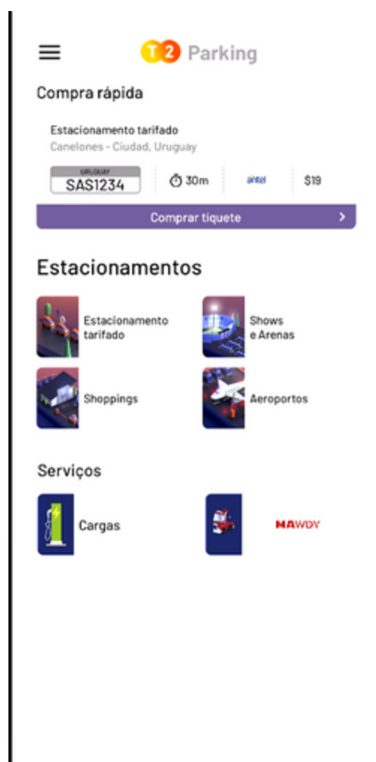 T2 Parking
Compra rápida
Estacionamento tarifado
Canelones - Ciudad, Uruguay
URUGUAY
SAS1234
30m
antel
$19
Comprar tiquete
Estacionamentos
Estacionamento
tarifado
Shows
e Arenas
Shoppings
Aeroportos
Serviços
Cargas
MAWDY